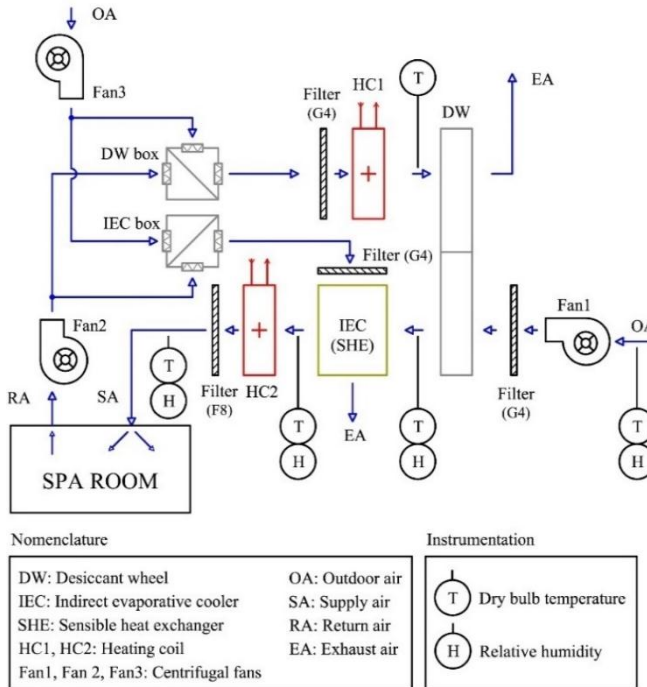 OA
Fan3
Filter
(G4)
HC1
T
DW
EA
DW box
IEC box
Filter (G4)
Fan2
IEC
(SHE)
Fan1
OA
RA
SA
T
H
Filter
(F8)
HC2
T
H
EA
T
H
Filter
(G4)
T
H
SPA ROOM
Nomenclature
DW: Desiccant wheel
IEC: Indirect evaporative cooler
SHE: Sensible heat exchanger
HC1, HC2: Heating coil
Fan1, Fan 2, Fan3: Centrifugal fans
OA: Outdoor air
SA: Supply air
RA: Return air
EA: Exhaust air
Instrumentation
T Dry bulb temperature
H Relative humidity